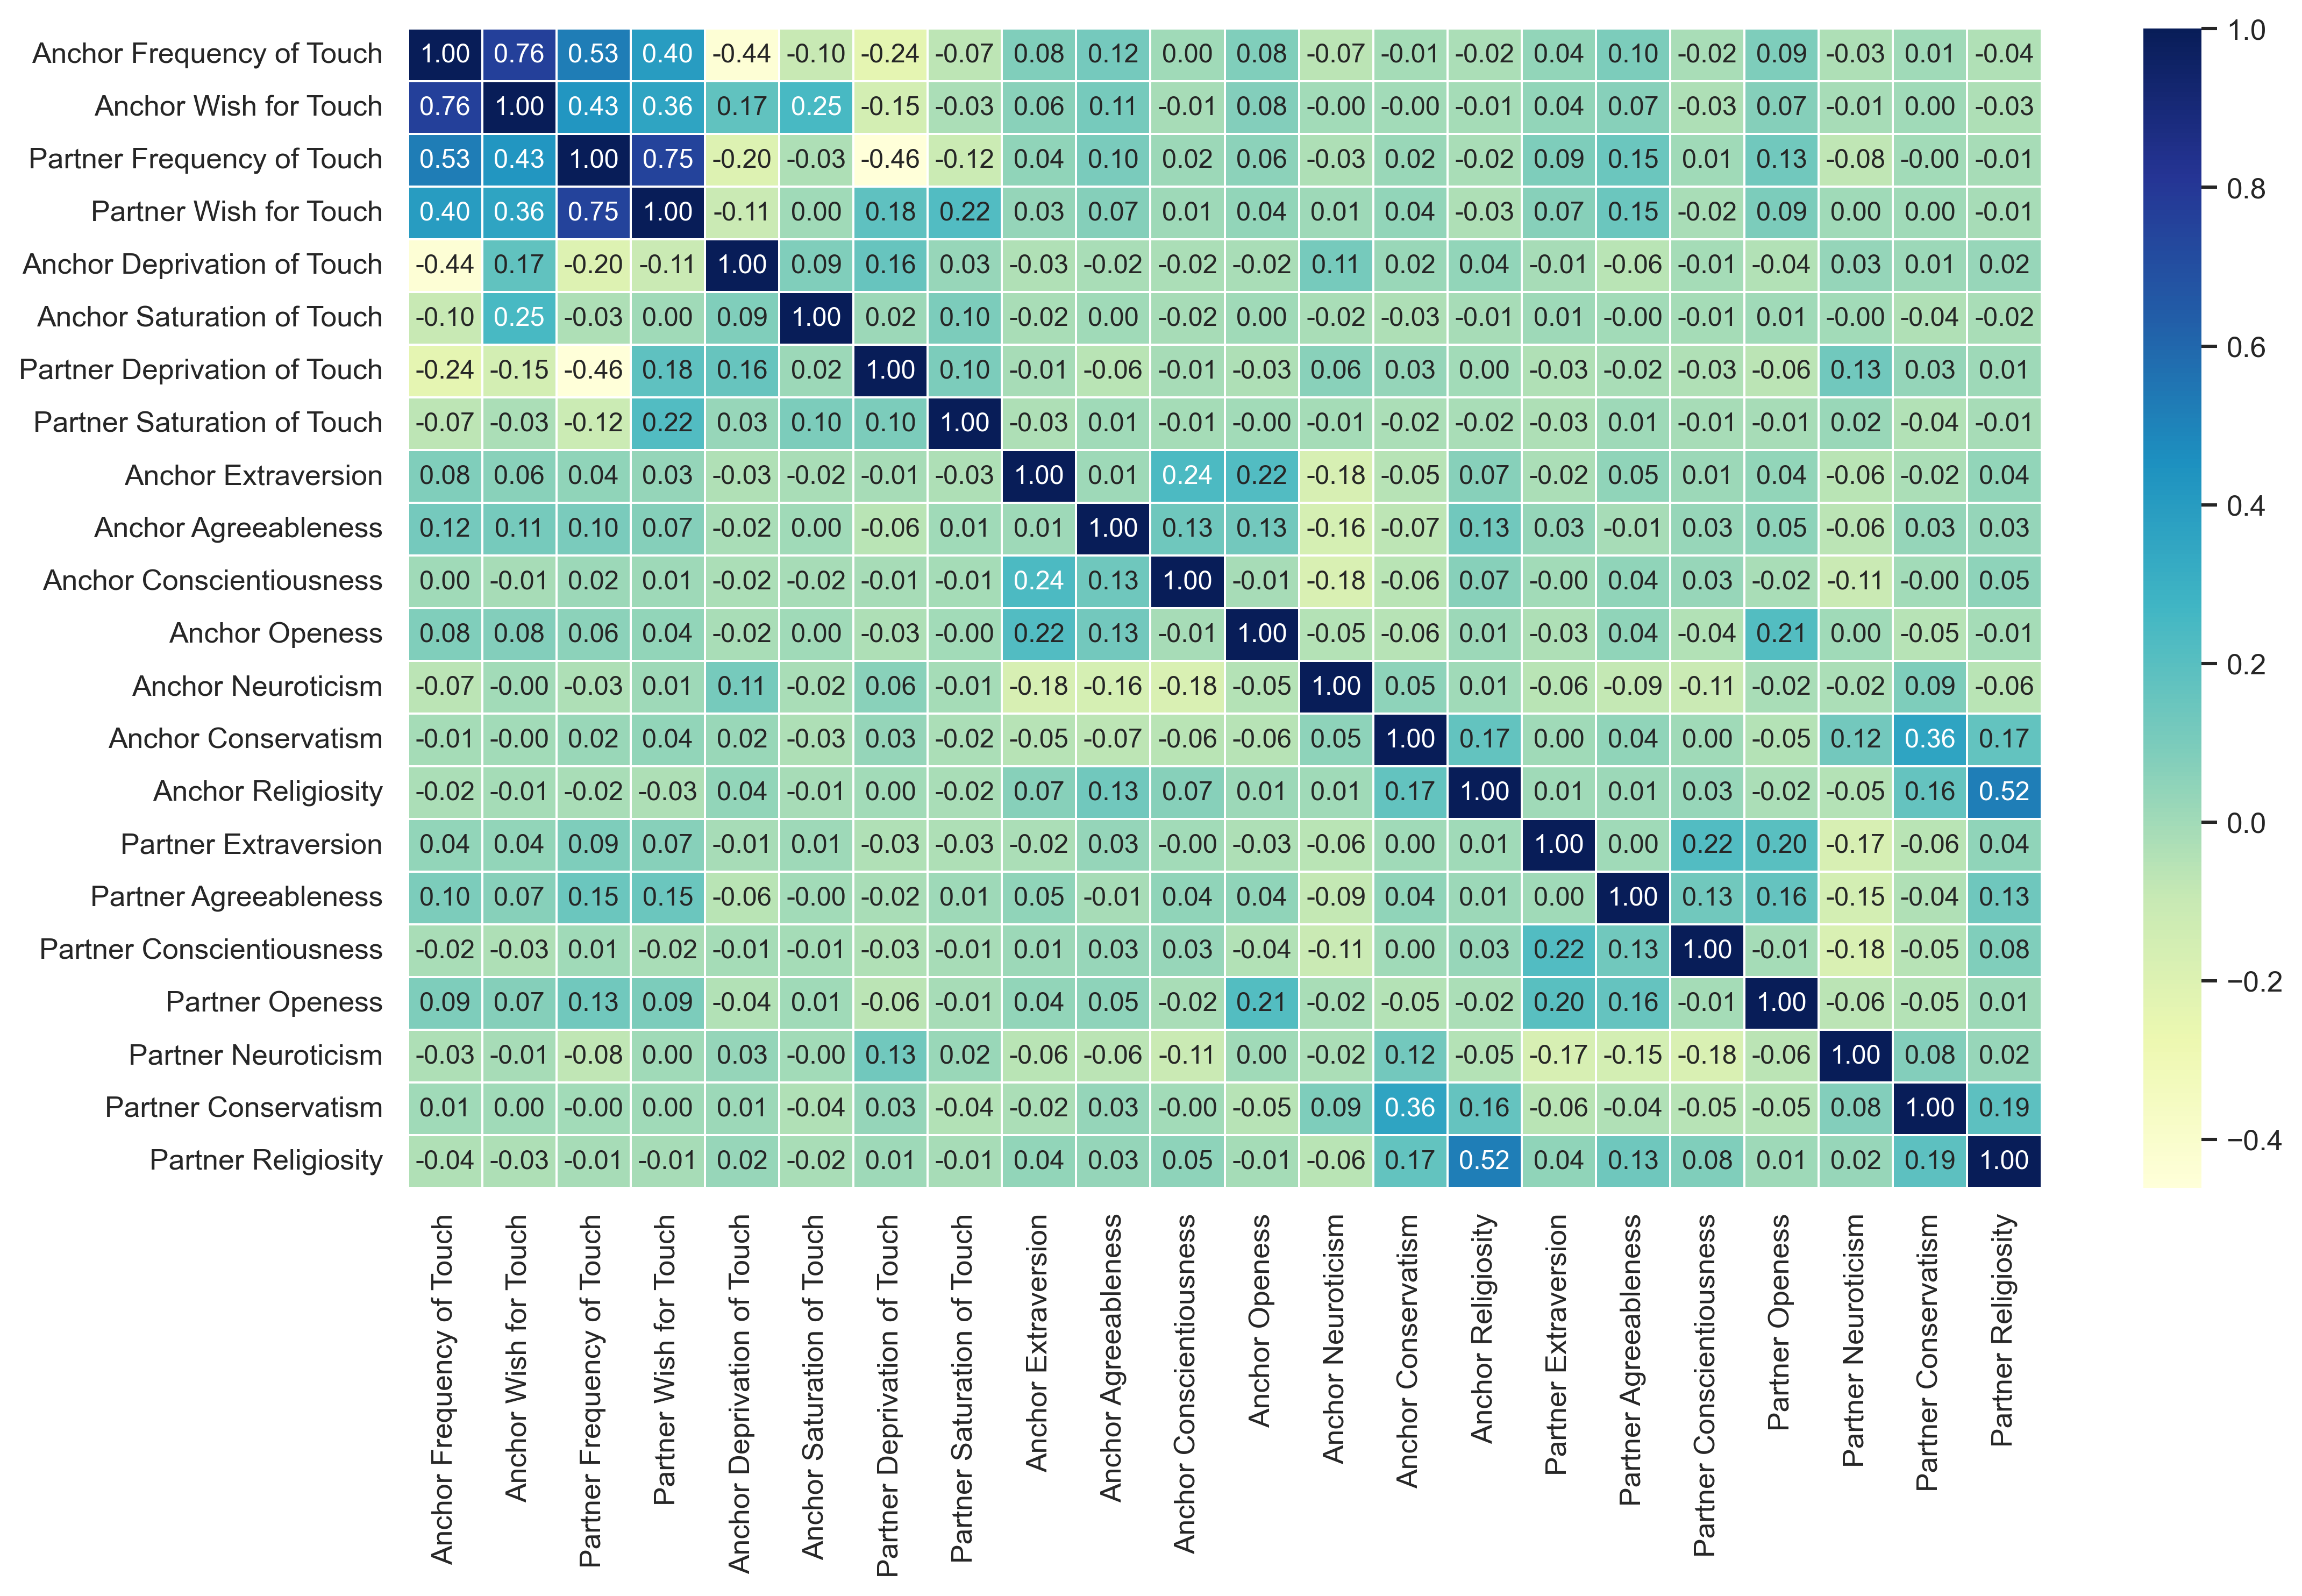 Anchor Frequency of Touch 1.00 0.76 0.53 0.40 -0.44 -0.10 -0.24 -0.07 0.08 0.12 0.00 0.08 -0.07 -0.01 -0.02 0.04 0.10 -0.02 0.09 -0.03 0.01 -0.04
Anchor Wish for Touch 0.76 1.00 0.43 0.36 0.17 0.25 -0.15 -0.03 0.06 0.11 -0.01 0.08 -0.00 -0.00 -0.01 0.04 0.07 -0.03 0.07 -0.01 0.00 -0.03
Partner Frequency of Touch 0.53 0.43 1.00 0.75 -0.20 -0.03 -0.46 -0.12 0.04 0.10 0.02 0.06 -0.03 0.02 -0.02 0.09 0.15 0.01 0.13 -0.08 -0.00 -0.01
Partner Wish for Touch 0.40 0.36 0.75 1.00 -0.11 0.00 0.18 0.22 0.03 0.07 0.01 0.04 0.01 0.04 -0.03 0.07 0.15 -0.02 0.09 0.00 0.00 -0.01
Anchor Deprivation of Touch -0.44 0.17 -0.20 -0.11 1.00 0.09 0.16 0.03 -0.03 -0.02 -0.02 -0.02 0.11 0.02 0.04 -0.01 -0.06 -0.01 -0.04 0.03 0.01 0.02
Anchor Saturation of Touch -0.10 0.25 -0.03 0.00 0.09 1.00 0.02 0.10 -0.02 0.00 -0.02 0.00 -0.02 -0.03 -0.01 0.01 -0.00 -0.01 0.01 -0.00 -0.04 -0.02
Partner Deprivation of Touch -0.24 -0.15 -0.46 0.18 0.16 0.02 1.00 0.10 -0.01 -0.06 -0.01 -0.03 0.06 0.03 0.00 -0.03 -0.02 -0.03 -0.06 0.13 0.03 0.01
Partner Saturation of Touch -0.07 -0.03 -0.12 0.22 0.03 0.10 0.10 1.00 -0.03 0.01 -0.01 -0.00 -0.01 -0.02 -0.02 -0.03 0.01 -0.01 -0.01 0.02 -0.04 -0.01
Anchor Extraversion 0.08 0.06 0.04 0.03 -0.03 -0.02 -0.01 -0.03 1.00 0.01 0.24 0.22 -0.18 -0.05 0.07 -0.02 0.05 0.01 0.04 -0.06 -0.02 0.04
Anchor Agreeableness 0.12 0.11 0.10 0.07 -0.02 0.00 -0.06 0.01 0.01 1.00 0.13 0.13 -0.16 -0.07 0.13 0.03 -0.01 0.03 0.05 -0.06 0.03 0.03
Anchor Conscientiousness 0.00 -0.01 0.02 0.01 -0.02 -0.02 -0.01 -0.01 0.24 0.13 1.00 -0.01 -0.18 -0.06 0.07 -0.00 0.04 0.03 -0.02 -0.11 -0.00 0.05
Anchor Openess 0.08 0.08 0.06 0.04 -0.02 0.00 -0.03 -0.00 0.22 0.13 -0.01 1.00 -0.05 -0.06 0.01 -0.03 0.04 -0.04 0.21 0.00 -0.05 -0.01
Anchor Neuroticism -0.07 -0.00 -0.03 0.01 0.11 -0.02 0.06 -0.01 -0.18 -0.16 -0.18 -0.05 1.00 0.05 0.01 -0.06 -0.09 -0.11 -0.02 -0.02 0.09 -0.06
Anchor Conservatism -0.01 -0.00 0.02 0.04 0.02 -0.03 0.03 -0.02 -0.05 -0.07 -0.06 -0.06 0.05 1.00 0.17 0.00 0.04 0.00 -0.05 0.12 0.36 0.17
Anchor Religiosity -0.02 -0.01 -0.02 -0.03 0.04 -0.01 0.00 -0.02 0.07 0.13 0.07 0.01 0.01 0.17 1.00 0.01 0.01 0.03 -0.02 -0.05 0.16 0.52
Partner Extraversion 0.04 0.04 0.09 0.07 -0.01 0.01 -0.03 -0.03 -0.02 0.03 -0.00 -0.03 -0.06 0.00 0.01 1.00 0.00 0.22 0.20 -0.17 -0.06 0.04
Partner Agreeableness 0.10 0.07 0.15 0.15 -0.06 -0.00 -0.02 0.01 0.05 -0.01 0.04 0.04 -0.09 0.04 0.01 0.00 1.00 0.13 0.16 -0.15 -0.04 0.13
Partner Conscientiousness -0.02 -0.03 0.01 -0.02 -0.01 -0.01 -0.03 -0.01 0.01 0.03 0.03 -0.04 -0.11 0.00 0.03 0.22 0.13 1.00 -0.01 -0.18 -0.05 0.08
Partner Openess 0.09 0.07 0.13 0.09 -0.04 0.01 -0.06 -0.01 0.04 0.05 -0.02 0.21 -0.02 -0.05 -0.02 0.20 0.16 -0.01 1.00 -0.06 -0.05 0.01
Partner Neuroticism -0.03 -0.01 -0.08 0.00 0.03 -0.00 0.13 0.02 -0.06 -0.06 -0.11 0.00 -0.02 0.12 -0.05 -0.17 -0.15 -0.18 -0.06 1.00 0.08 0.02
Partner Conservatism 0.01 0.00 -0.00 0.00 0.01 -0.04 0.03 -0.04 -0.02 0.03 -0.00 -0.05 0.09 0.36 0.16 -0.06 -0.04 -0.05 -0.05 0.08 1.00 0.19
Partner Religiosity -0.04 -0.03 -0.01 -0.01 0.02 -0.02 0.01 -0.01 0.04 0.03 0.05 -0.01 -0.06 0.17 0.52 0.04 0.13 0.08 0.01 0.02 0.19 1.00
Anchor Frequency of Touch
Anchor Wish for Touch
Partner Frequency of Touch
Partner Wish for Touch
Anchor Deprivation of Touch
Anchor Saturation of Touch
Partner Deprivation of Touch
Partner Saturation of Touch
Anchor Extraversion
Anchor Agreeableness
Anchor Conscientiousness
Anchor Openess
Anchor Neuroticism
Anchor Conservatism
Anchor Religiosity
Partner Extraversion
Partner Agreeableness
Partner Conscientiousness
Partner Openess
Partner Neuroticism
Partner Conservatism
Partner Religiosity
1.0
0.8
0.6
0.4
0.2
0.0
−0.2
−0.4